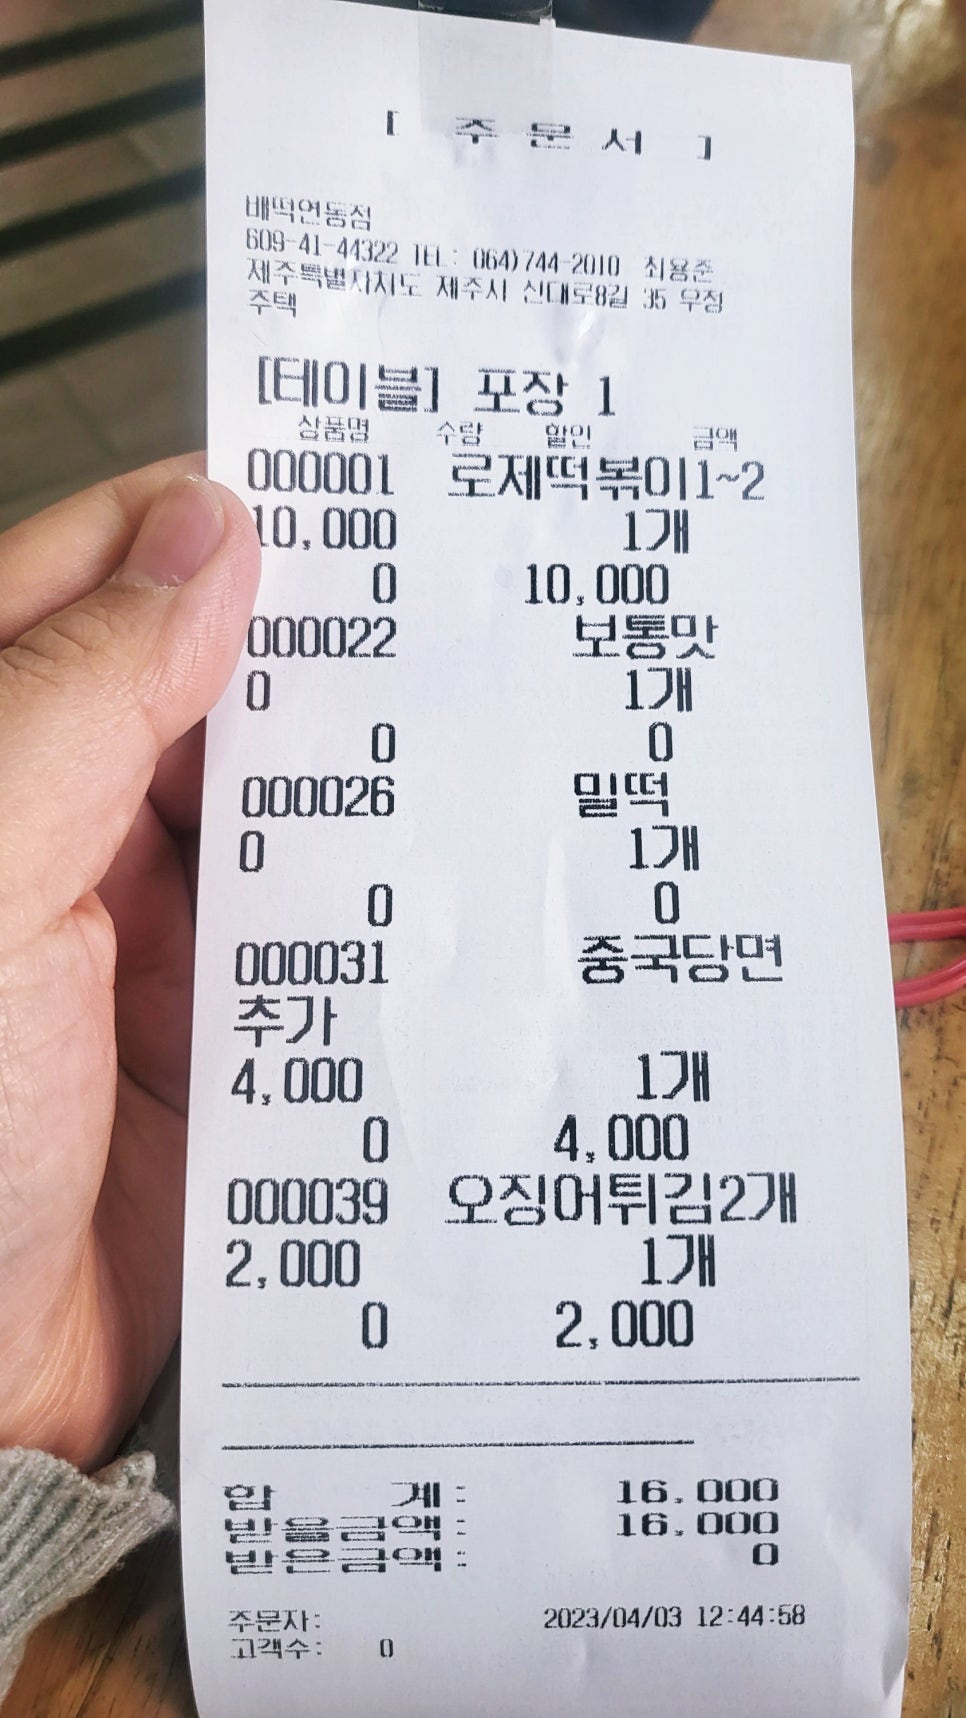 [ 주 문 서 ]
배떡연동점
609-41-44322 TEL: 064)744-2010 최용준
제주특별자치도 제주시 신대로8길 35 우정
주택
[테이블] 포장 1
상품명 수량 할인 금액
000001 로제떡볶이1~2
10,000 1개
0 10,000
000022 보통맛
0 1개
0 0
000026 밀떡
0 1개
0 0
000031 중국당면
추가
4,000 1개
0 4,000
000039 오징어튀김2개
2,000 1개
0 2,000
합 계: 16,000
받을금액: 16,000
받은금액: 0
주문자: 2023/04/03 12:44:58
고객수: 0